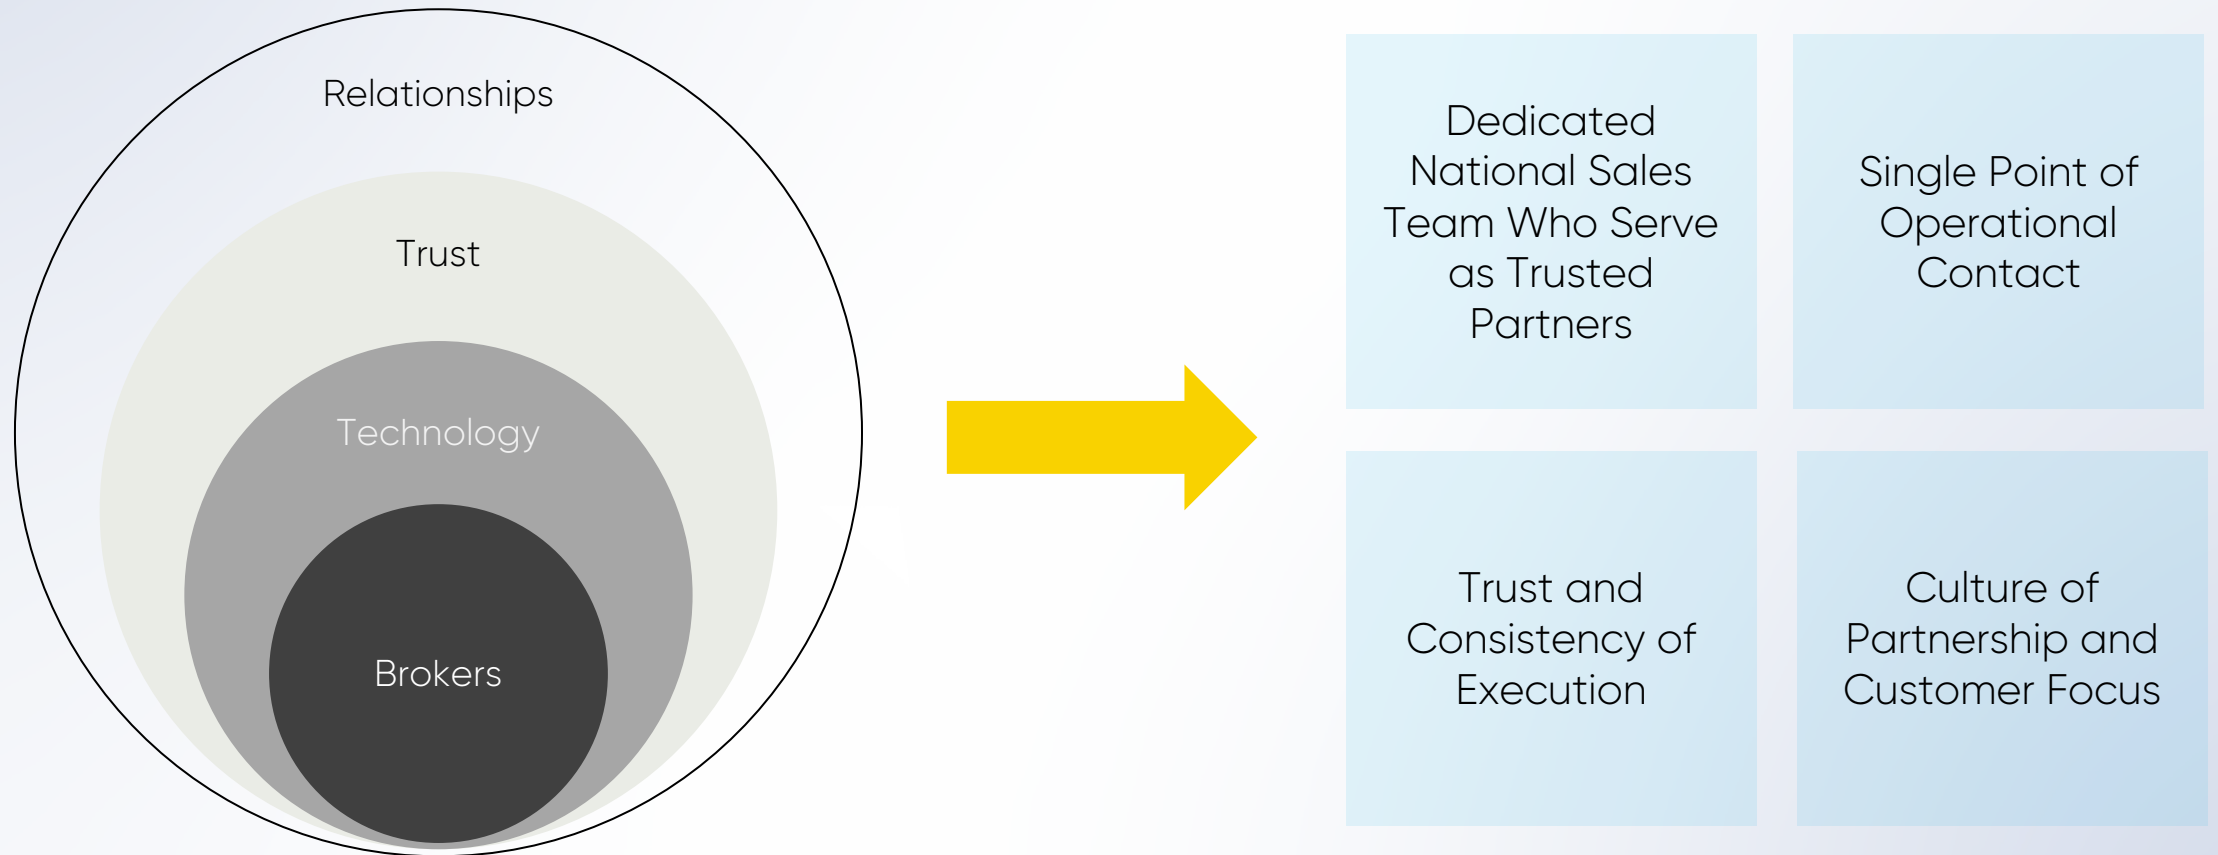 Relationships
Trust
Technology
Brokers
Dedicated
National Sales
Team Who Serve
as Trusted
Partners
Single Point of
Operational
Contact
Trust and
Consistency of
Execution
Culture of
Partnership and
Customer Focus